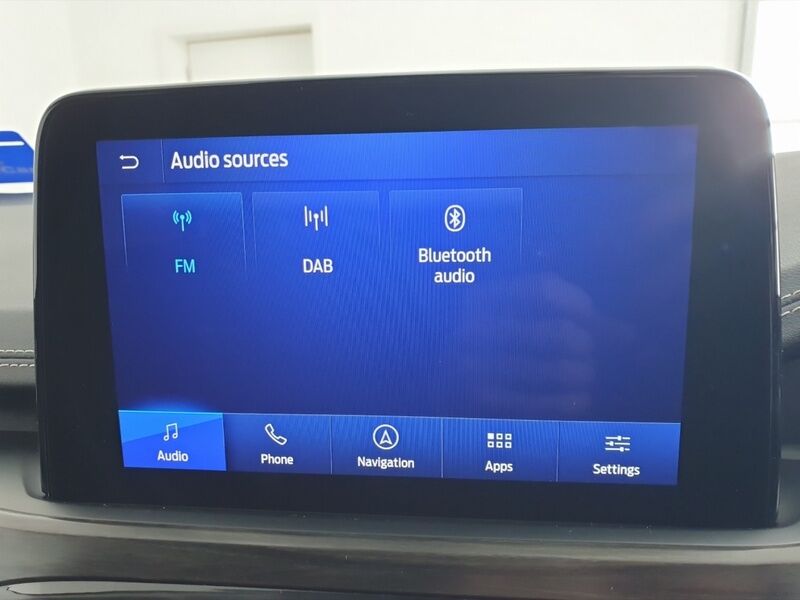 Audio sources
FM
DAB
Bluetooth
audio
Audio
Phone
Navigation
Apps
Settings